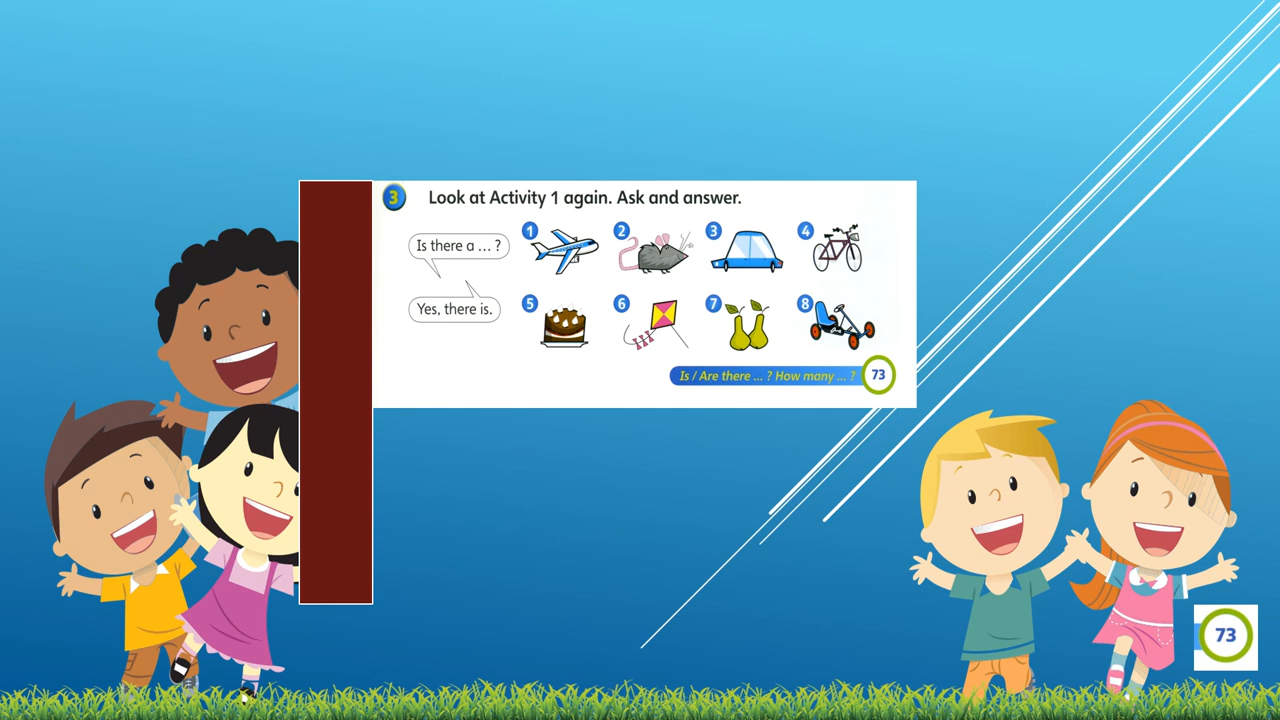 3 Look at Activity 1 again. Ask and answer.
Is there a ... ?
Yes, there is.
1 2 3 4
5 6 7 8
Is / Are there ... ? How many ... ? 73
73